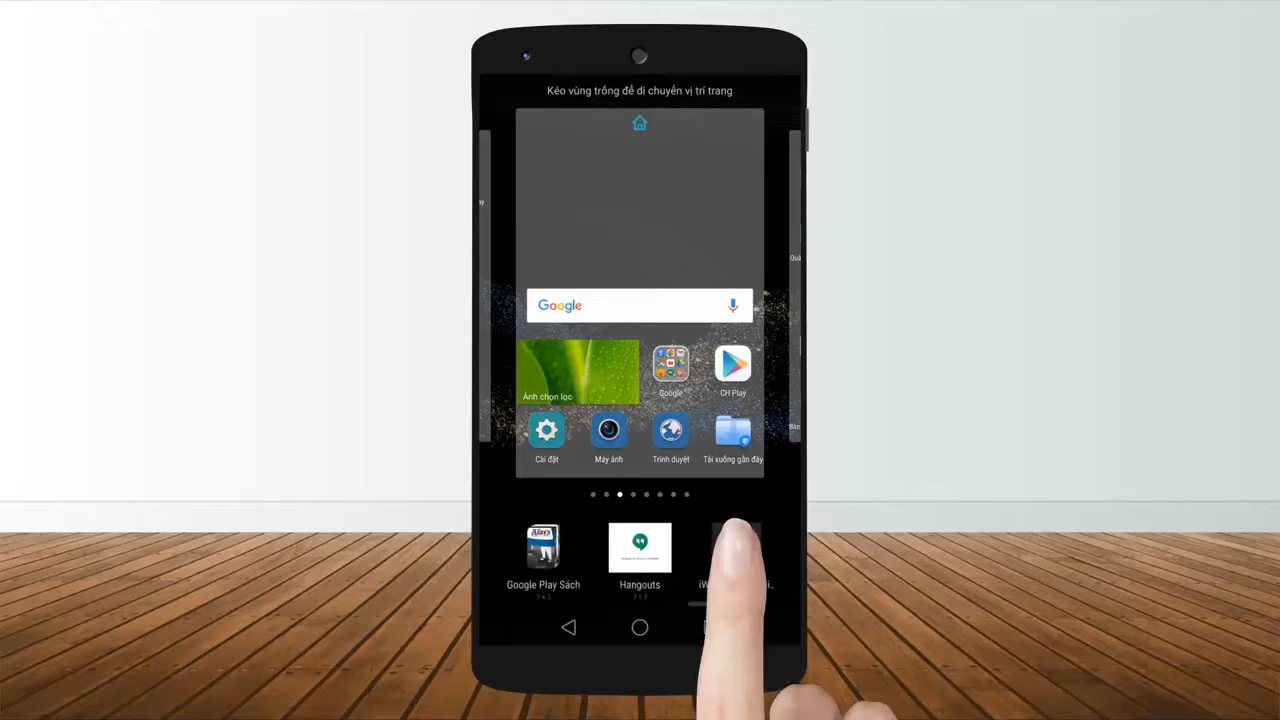 Kéo vùng trống để di chuyển vị trí trang
Google
Ảnh chọn lọc
Google
CH Play
Cài đặt
Máy ảnh
Trình duyệt
Tải xuống gần đây
Google Play Sách
Hangouts